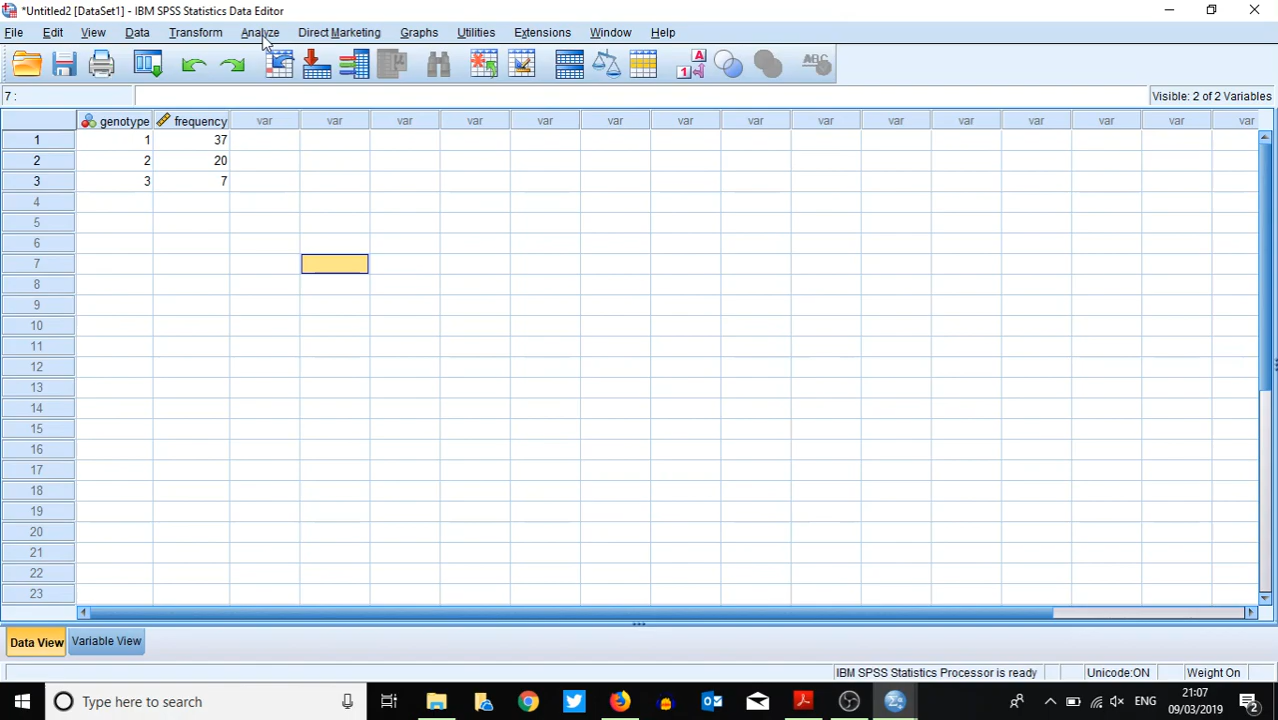 *Untitled2 [DataSet1] - IBM SPSS Statistics Data Editor
File Edit View Data Transform Analyze Direct Marketing Graphs Utilities Extensions Window Help
A
1
ABC
7 : Visible: 2 of 2 Variables
genotype frequency var var var var var var var var var var var var var var var
1 1 37
2 2 20
3 3 7
4
5
6
7
8
9
10
11
12
13
14
15
16
17
18
19
20
21
22
23
Data View Variable View
IBM SPSS Statistics Processor is ready Unicode:ON Weight On
Type here to search ENG 21:07
09/03/2019 2